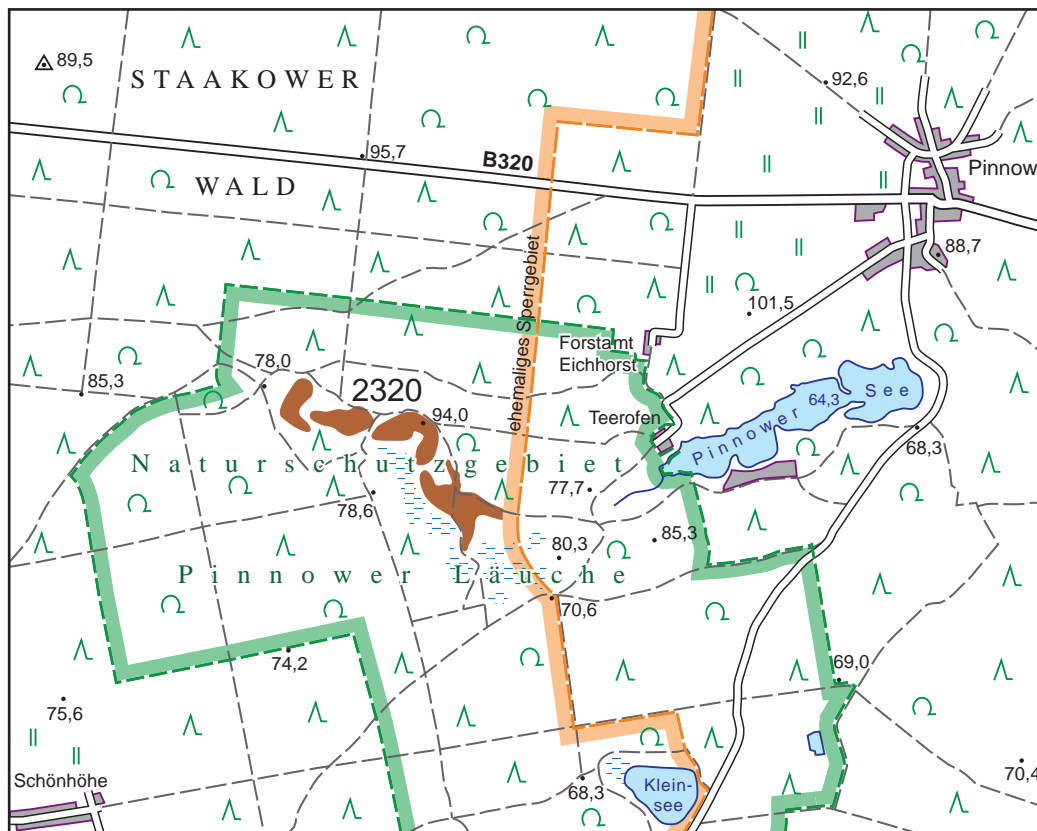 89,5
STAAKOWER
92,6
95,7
B320
Pinnow
WALD
88,7
101,5
ehemaliges Sperrgebiet
Forstamt
Eichhorst
78,0
85,3
2320
94,0
Teerofen
Pinnower See
64,3
68,3
Naturschutzgebiet
77,7
78,6
85,3
80,3
Pinnower Läuche
70,6
74,2
69,0
75,6
70,4
Schönhöhe
68,3
Klein-
see